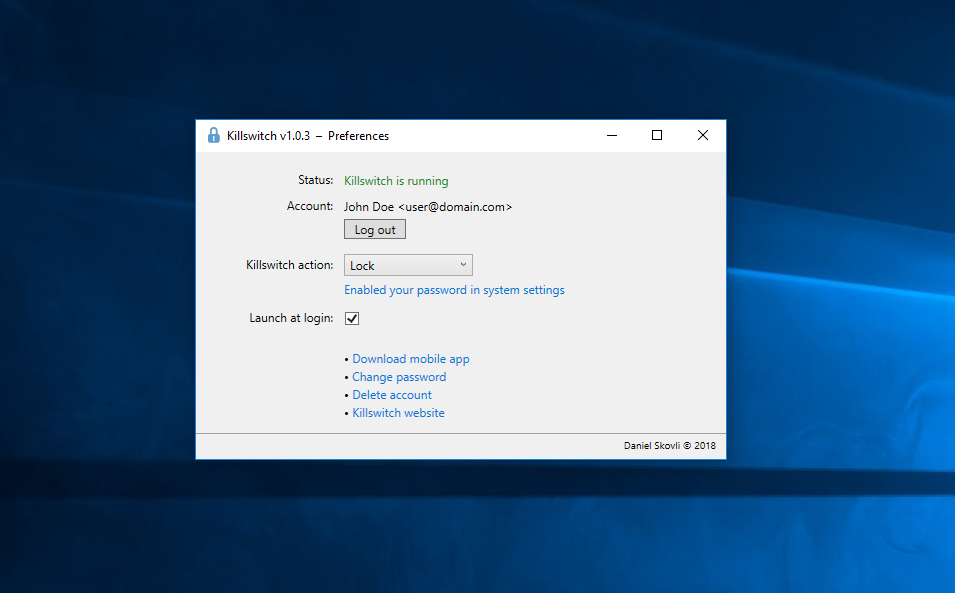 Killswitch v1.0.3 – Preferences
Status: Killswitch is running
Account: John Doe <user@domain.com>
Log out
Killswitch action: Lock
Enabled your password in system settings
Launch at login:
• Download mobile app
• Change password
• Delete account
• Killswitch website
Daniel Skovli © 2018